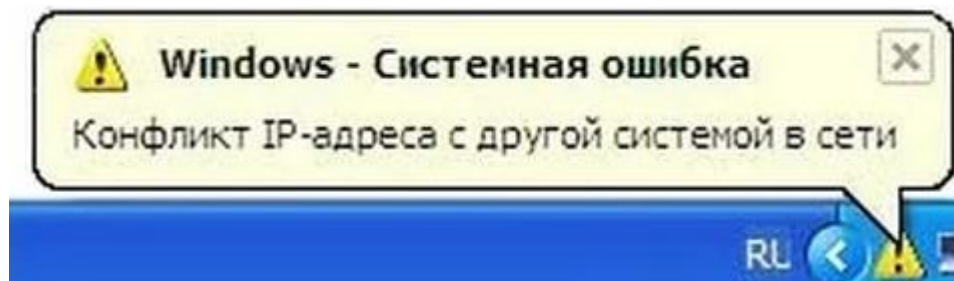 Windows - Системная ошибка
Конфликт IP-адреса с другой системой в сети
RU